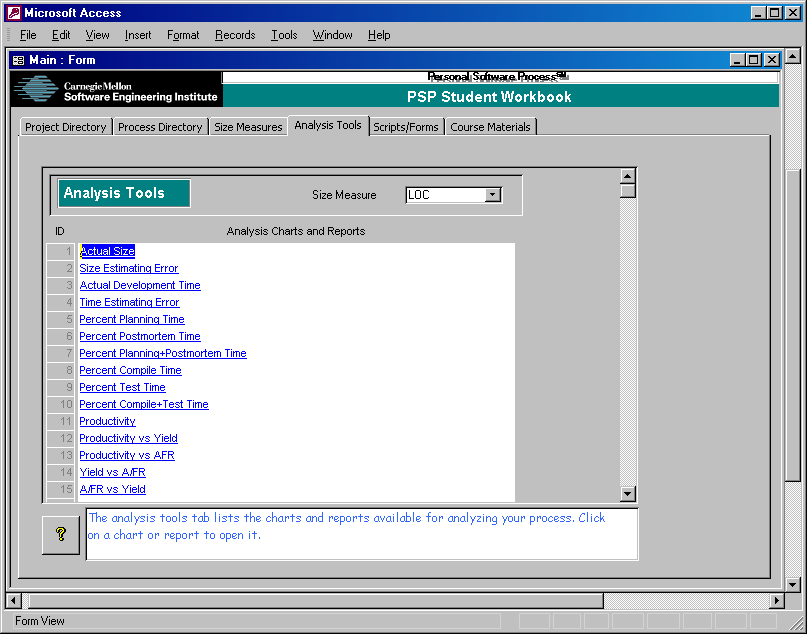 Microsoft Access
File Edit View Insert Format Records Tools Window Help
Main : Form
Personal Software Process℠
CarnegieMellon
Software Engineering Institute
PSP Student Workbook
Project Directory Process Directory Size Measures Analysis Tools Scripts/Forms Course Materials
Analysis Tools Size Measure LOC
ID Analysis Charts and Reports
1 Actual Size
2 Size Estimating Error
3 Actual Development Time
4 Time Estimating Error
5 Percent Planning Time
6 Percent Postmortem Time
7 Percent Planning+Postmortem Time
8 Percent Compile Time
9 Percent Test Time
10 Percent Compile+Test Time
11 Productivity
12 Productivity vs Yield
13 Productivity vs AFR
14 Yield vs A/FR
15 A/FR vs Yield
? The analysis tools tab lists the charts and reports available for analyzing your process. Click
on a chart or report to open it.
Form View